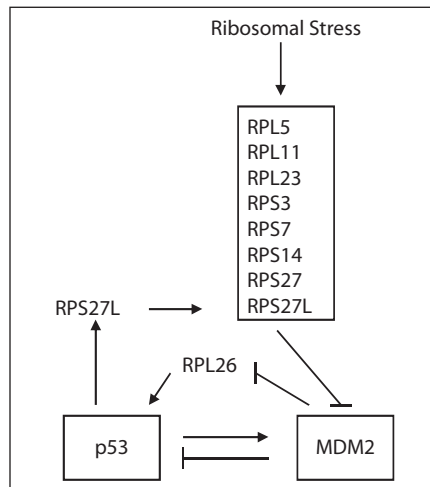 Ribosomal Stress
RPL5
RPL11
RPL23
RPS3
RPS7
RPS14
RPS27
RPS27L
RPS27L
RPL26
p53
MDM2